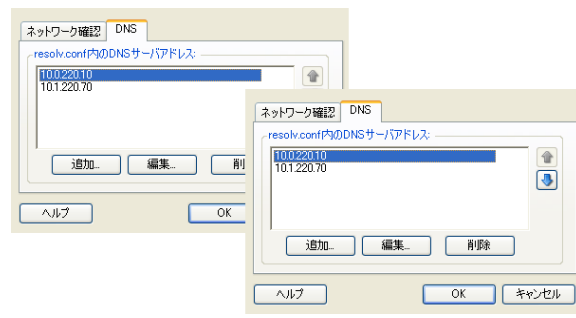 ネットワーク確認 DNS
resolv.conf内のDNSサーバアドレス:
10.0.220.10
10.1.220.70
追加... 編集... 削
ヘルプ OK
ネットワーク確認 DNS
resolv.conf内のDNSサーバアドレス:
10.0.220.10
10.1.220.70
追加... 編集... 削除
ヘルプ OK キャンセル